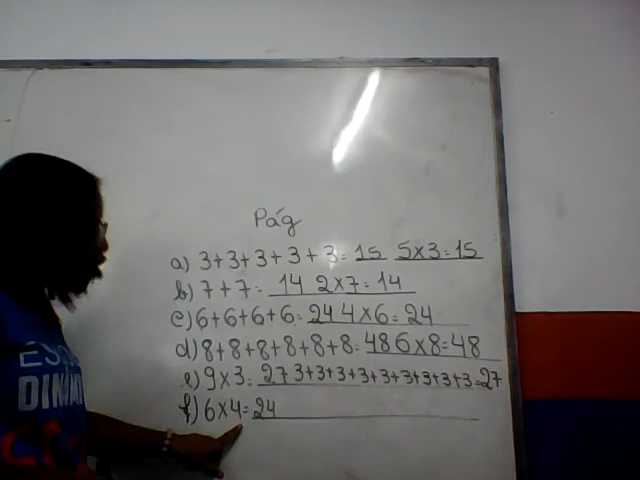 Pág
a) 3+3+3+3+3= 15 5x3=15
b) 7+7= 14 2x7=14
c) 6+6+6+6= 24 4x6=24
d) 8+8+8+8+8+8= 48 6x8=48
e) 9x3= 27 3+3+3+3+3+3+3+3+3=27
f) 6x4= 24